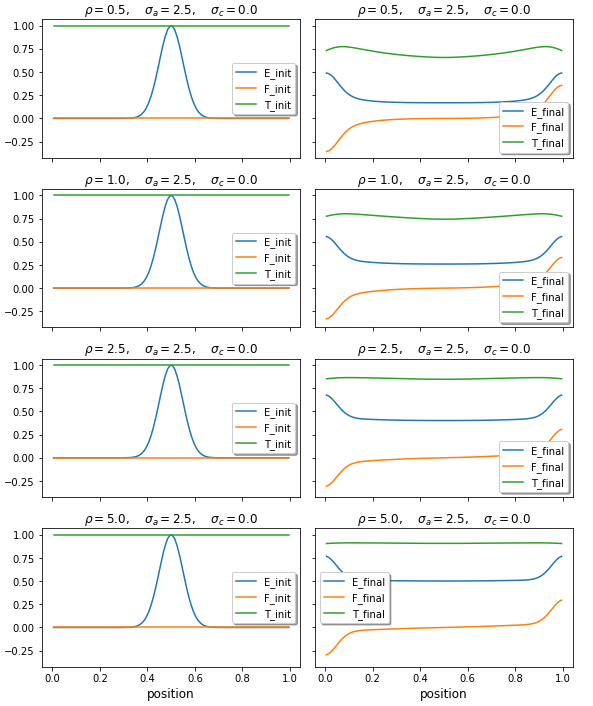 ρ = 0.5, σ_a = 2.5, σ_c = 0.0
ρ = 0.5, σ_a = 2.5, σ_c = 0.0
1.00
0.75
0.50
0.25
0.00
−0.25
E_init
F_init
T_init
E_final
F_final
T_final
ρ = 1.0, σ_a = 2.5, σ_c = 0.0
ρ = 1.0, σ_a = 2.5, σ_c = 0.0
1.00
0.75
0.50
0.25
0.00
−0.25
E_init
F_init
T_init
E_final
F_final
T_final
ρ = 2.5, σ_a = 2.5, σ_c = 0.0
ρ = 2.5, σ_a = 2.5, σ_c = 0.0
1.00
0.75
0.50
0.25
0.00
−0.25
E_init
F_init
T_init
E_final
F_final
T_final
ρ = 5.0, σ_a = 2.5, σ_c = 0.0
ρ = 5.0, σ_a = 2.5, σ_c = 0.0
1.00
0.75
0.50
0.25
0.00
−0.25
E_init
F_init
T_init
E_final
F_final
T_final
0.0 0.2 0.4 0.6 0.8 1.0
0.0 0.2 0.4 0.6 0.8 1.0
position
position